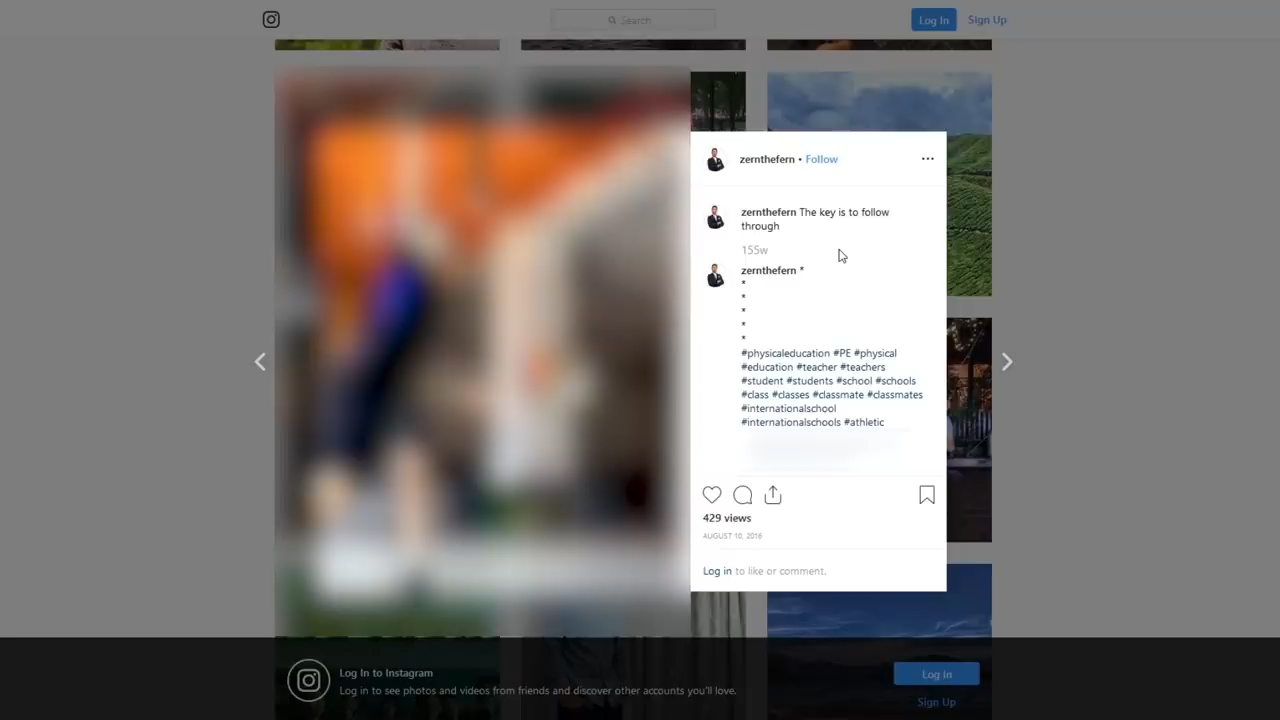 Search
Log In
Sign Up
zernthefern • Follow
zernthefern The key is to follow
through
155w
zernthefern *
*
*
*
*
*
#physicaleducation #PE #physical
#education #teacher #teachers
#student #students #school #schools
#class #classes #classmate #classmates
#internationalschool
#internationalschools #athletic
429 views
AUGUST 10, 2016
Log in to like or comment.
Log In to Instagram
Log in to see photos and videos from friends and discover other accounts you'll love.
Log In
Sign Up